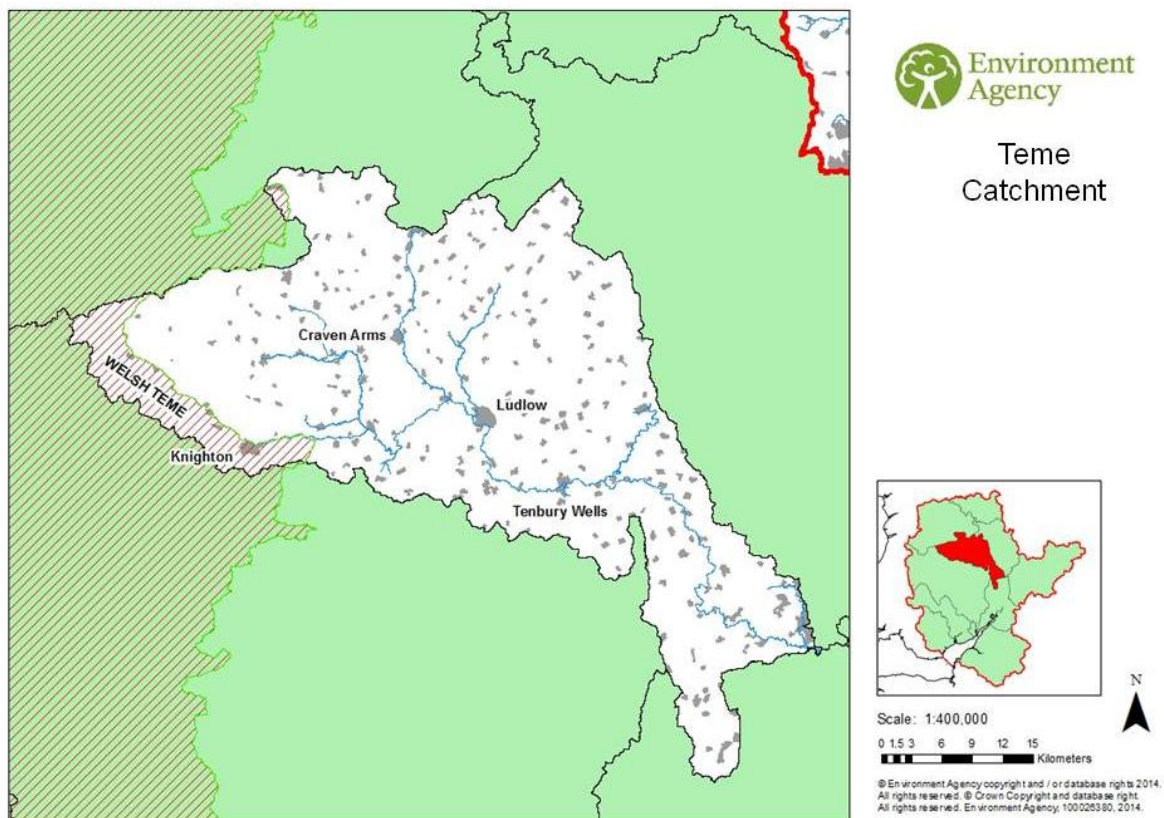 Environment
Agency
Teme
Catchment
Craven Arms
WELSH TEME
Ludlow
Knighton
Tenbury Wells
N
Scale: 1:400,000
0 1.5 3 6 9 12 15
Kilometers
© Environment Agency copyright and / or database rights 2014.
All rights reserved. © Crown Copyright and database right.
All rights reserved. Environment Agency, 100026380, 2014.